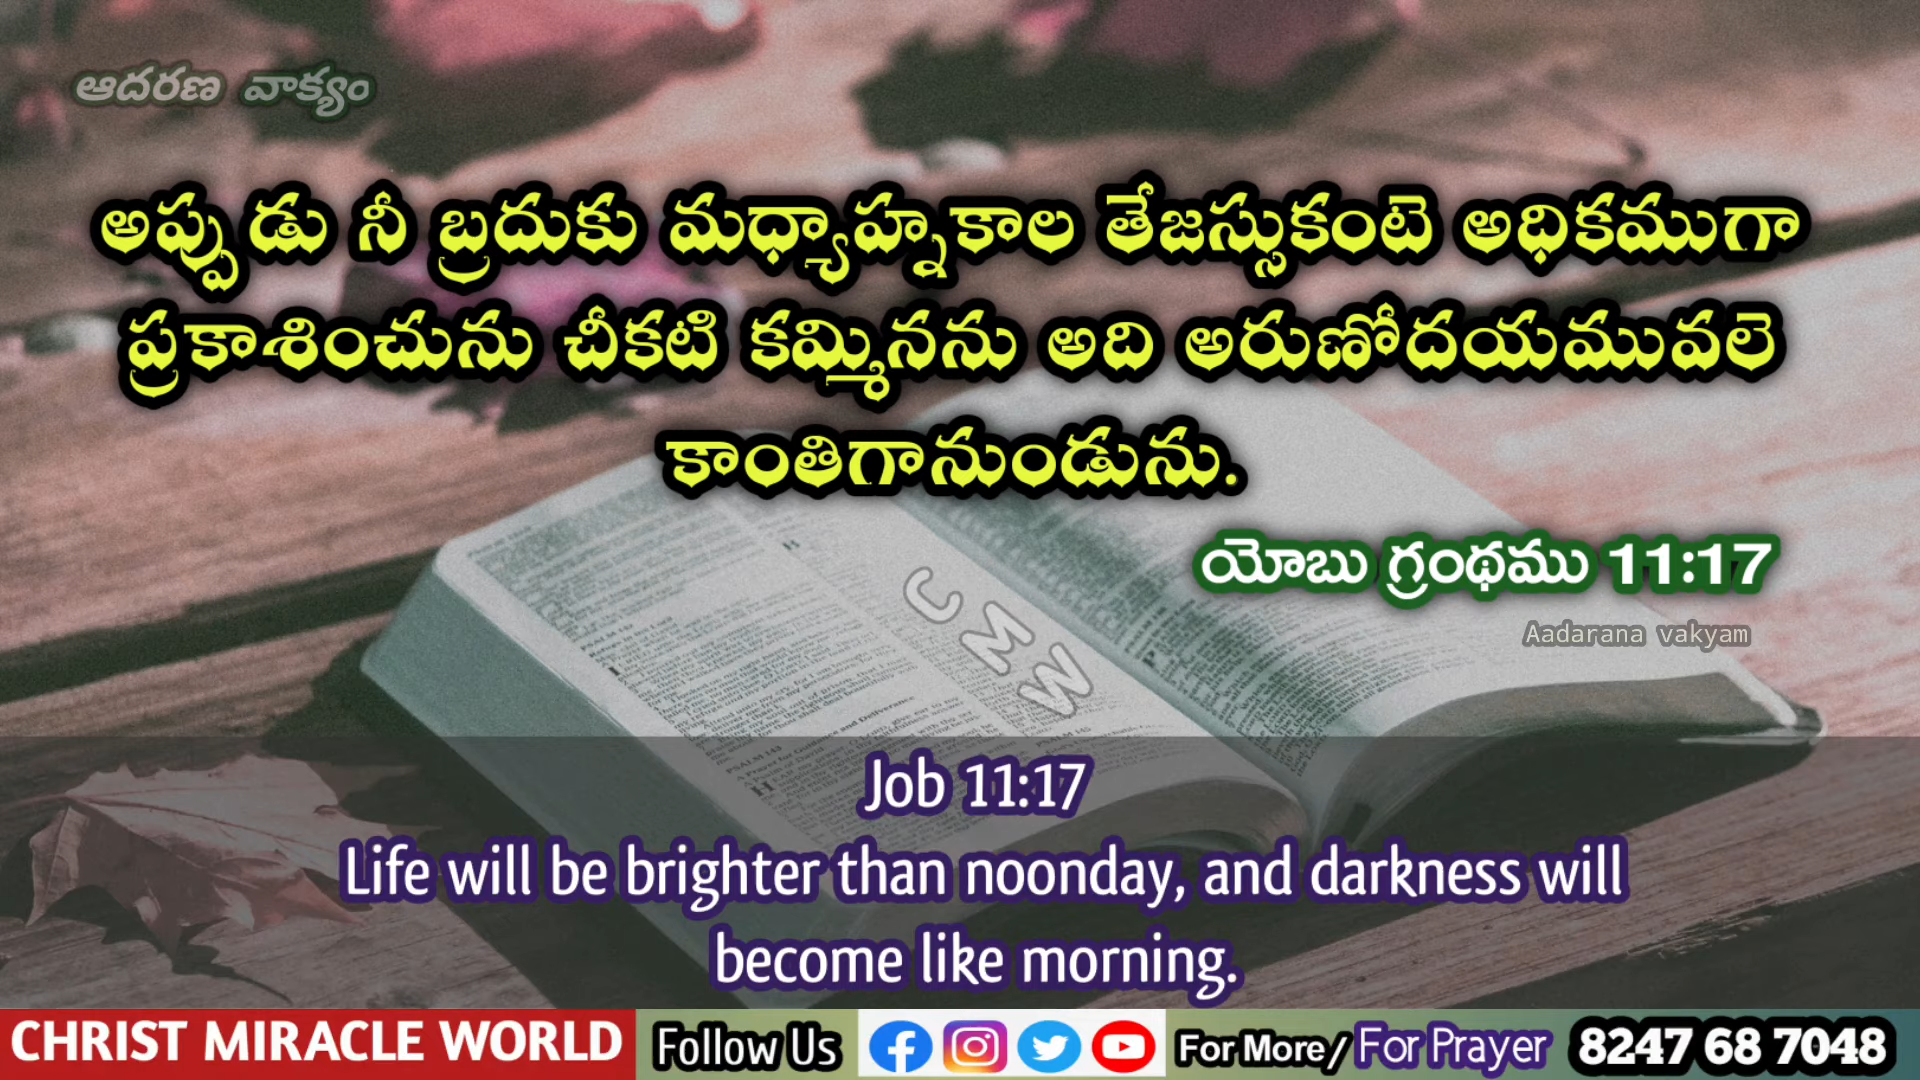 ఆదరణ వాక్యం
అప్పుడు నీ బ్రదుకు మధ్యాహ్నకాల తేజస్సుకంటె అధికముగా
ప్రకాశించును చీకటి కమ్మినను అది అరుణోదయమువలె
కాంతిగానుండును.
యోబు గ్రంథము 11:17
Aadarana vakyam
CMW
Job 11:17
Life will be brighter than noonday, and darkness will
become like morning.
CHRIST MIRACLE WORLD Follow Us For More/For Prayer 8247 68 7048